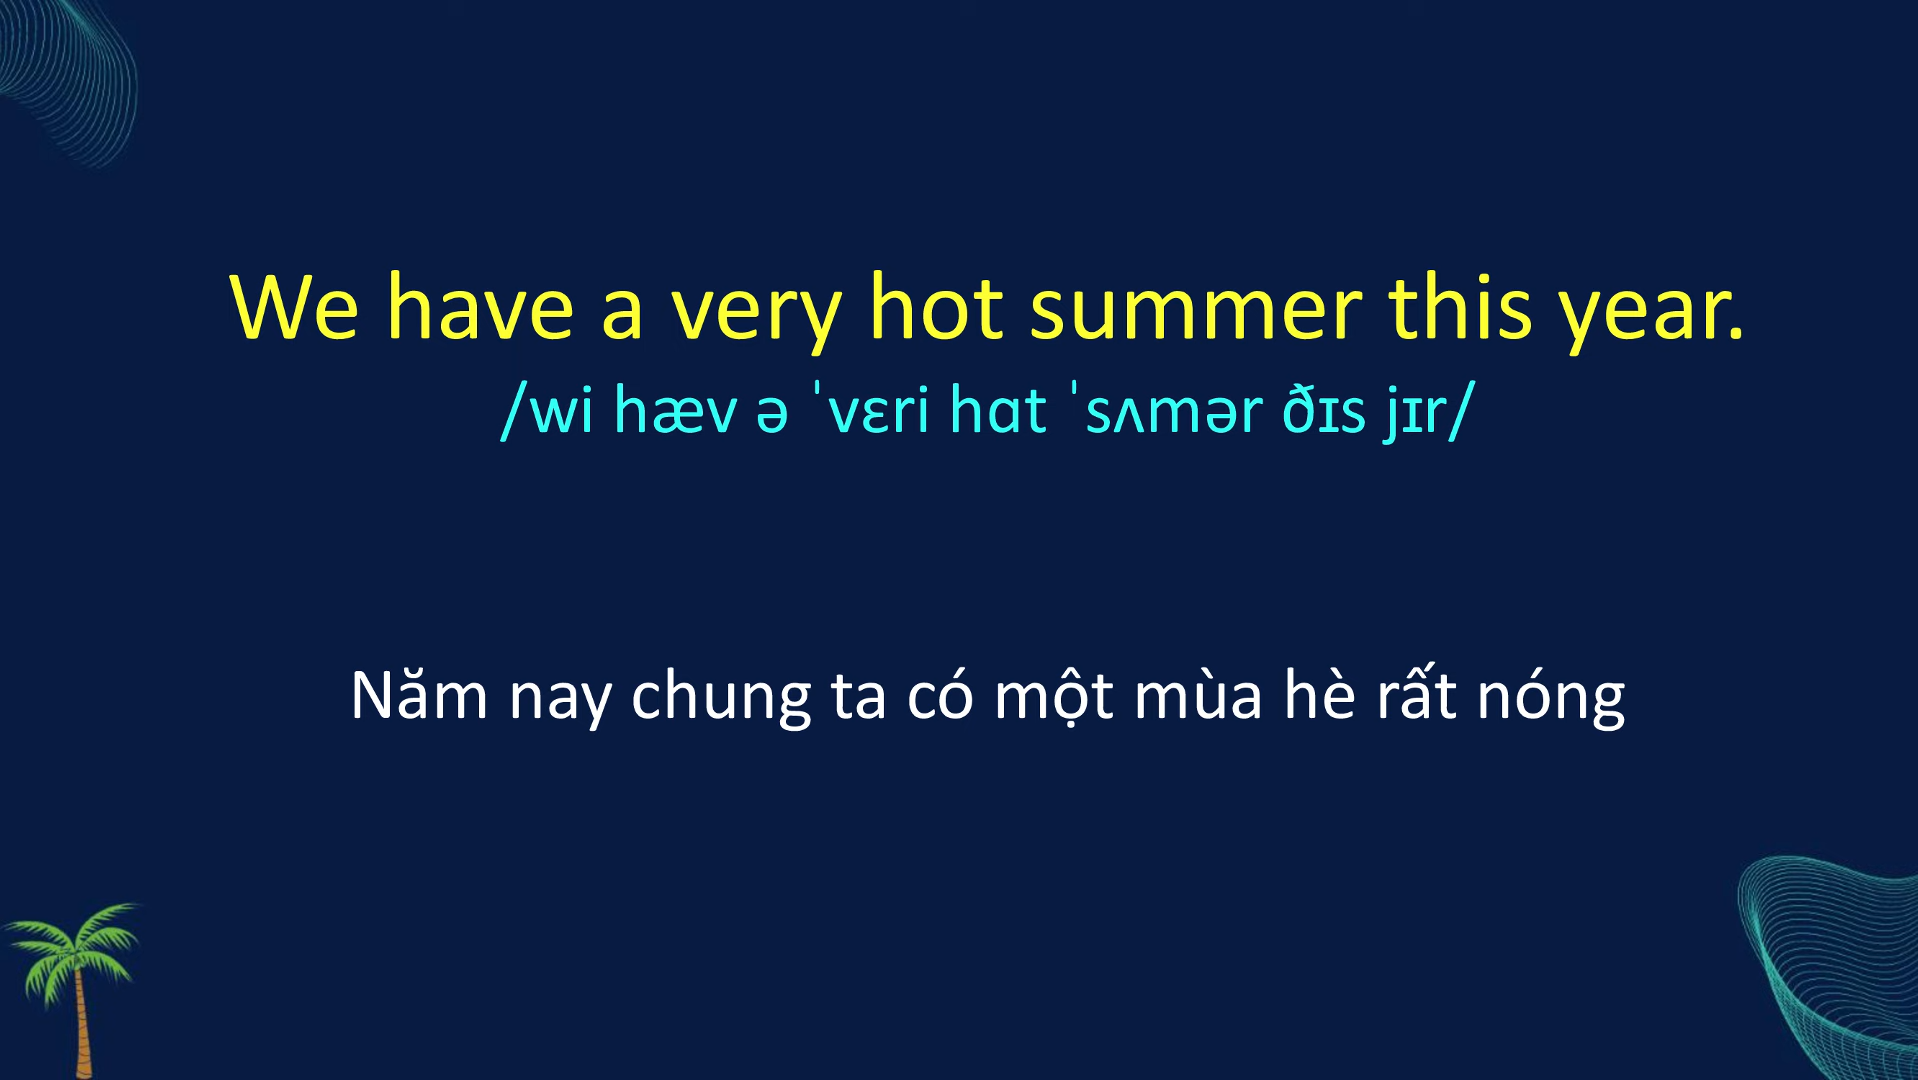 We have a very hot summer this year.
/wi hæv ə ˈvɛri hɑt ˈsʌmər ðɪs jɪr/
Năm nay chung ta có một mùa hè rất nóng